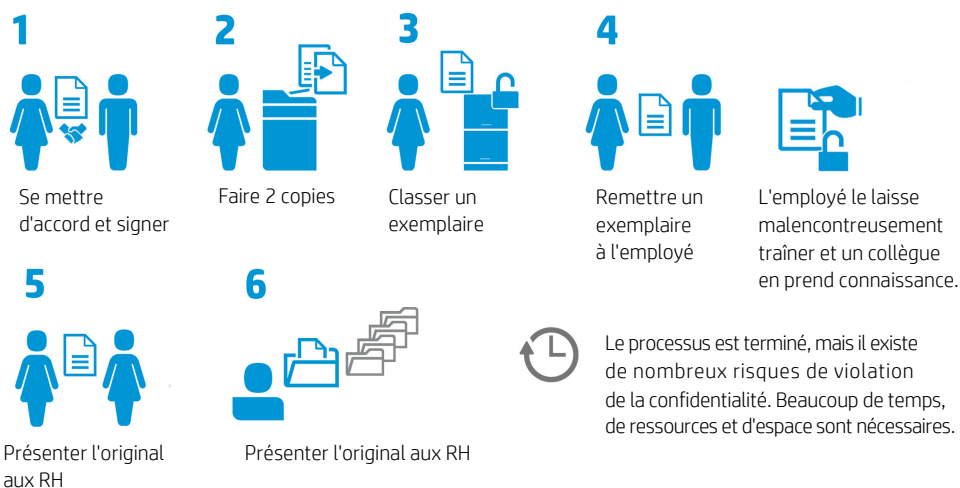 1
Se mettre
d'accord et signer
2
Faire 2 copies
3
Classer un
exemplaire
4
Remettre un
exemplaire
à l'employé
L'employé le laisse
malencontreusement
traîner et un collègue
en prend connaissance.
5
Présenter l'original
aux RH
6
Présenter l'original aux RH
Le processus est terminé, mais il existe
de nombreux risques de violation
de la confidentialité. Beaucoup de temps,
de ressources et d'espace sont nécessaires.